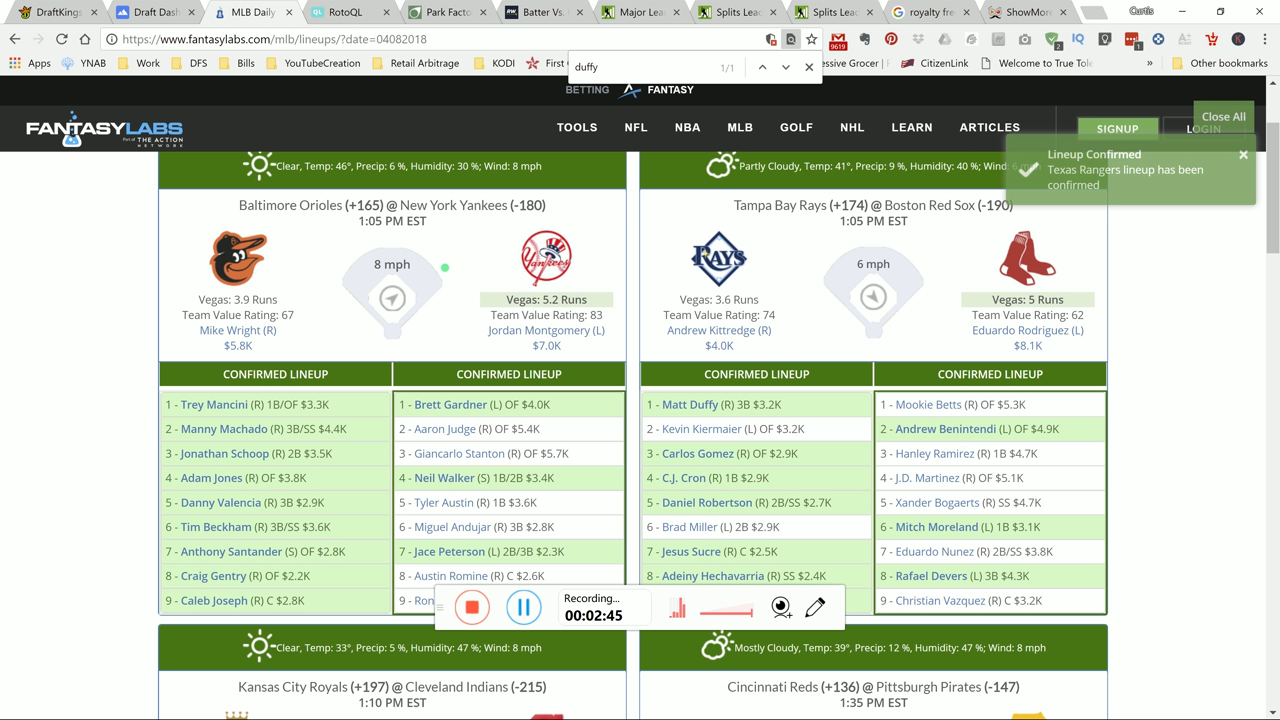 DraftKings
Draft Dash
MLB Daily
RotoQL
Park Facto
Batter Vs.
Major Lea
Splits Lead
Splits Lead
royalty fre
ShowMore
Curtis
https://www.fantasylabs.com/mlb/lineups/?date=04082018
9619
Apps YNAB Work DFS Bills YouTubeCreation Retail Arbitrage KODI First
essive Grocer CitizenLink Welcome to True Tole » Other bookmarks
duffy 1/1
BETTING FANTASY
FANTASYLABS
Part of THE ACTION NETWORK
TOOLS NFL NBA MLB GOLF NHL LEARN ARTICLES
SIGNUP LOGIN
Close All
Lineup Confirmed
Texas Rangers lineup has been
confirmed
Clear, Temp: 46°, Precip: 6 %, Humidity: 30 %; Wind: 8 mph
Baltimore Orioles (+165) @ New York Yankees (-180)
1:05 PM EST
8 mph
Yankees
Vegas: 3.9 Runs
Team Value Rating: 67
Mike Wright (R)
$5.8K
Vegas: 5.2 Runs
Team Value Rating: 83
Jordan Montgomery (L)
$7.0K
CONFIRMED LINEUP
1 - Trey Mancini (R) 1B/OF $3.3K
2 - Manny Machado (R) 3B/SS $4.4K
3 - Jonathan Schoop (R) 2B $3.5K
4 - Adam Jones (R) OF $3.8K
5 - Danny Valencia (R) 3B $2.9K
6 - Tim Beckham (R) 3B/SS $3.6K
7 - Anthony Santander (S) OF $2.8K
8 - Craig Gentry (R) OF $2.2K
9 - Caleb Joseph (R) C $2.8K
CONFIRMED LINEUP
1 - Brett Gardner (L) OF $4.0K
2 - Aaron Judge (R) OF $5.4K
3 - Giancarlo Stanton (R) OF $5.7K
4 - Neil Walker (S) 1B/2B $3.4K
5 - Tyler Austin (R) 1B $3.6K
6 - Miguel Andujar (R) 3B $2.8K
7 - Jace Peterson (L) 2B/3B $2.3K
8 - Austin Romine (R) C $2.6K
9 - Ron
Partly Cloudy, Temp: 41°, Precip: 9 %, Humidity: 40 %; Wind: 6 mph
Tampa Bay Rays (+174) @ Boston Red Sox (-190)
1:05 PM EST
RAYS
6 mph
Vegas: 3.6 Runs
Team Value Rating: 74
Andrew Kittredge (R)
$4.0K
Vegas: 5 Runs
Team Value Rating: 62
Eduardo Rodriguez (L)
$8.1K
CONFIRMED LINEUP
1 - Matt Duffy (R) 3B $3.2K
2 - Kevin Kiermaier (L) OF $3.2K
3 - Carlos Gomez (R) OF $2.9K
4 - C.J. Cron (R) 1B $2.9K
5 - Daniel Robertson (R) 2B/SS $2.7K
6 - Brad Miller (L) 2B $2.9K
7 - Jesus Sucre (R) C $2.5K
8 - Adeiny Hechavarria (R) SS $2.4K
CONFIRMED LINEUP
1 - Mookie Betts (R) OF $5.3K
2 - Andrew Benintendi (L) OF $4.9K
3 - Hanley Ramirez (R) 1B $4.7K
4 - J.D. Martinez (R) OF $5.1K
5 - Xander Bogaerts (R) SS $4.7K
6 - Mitch Moreland (L) 1B $3.1K
7 - Eduardo Nunez (R) 2B/SS $3.8K
8 - Rafael Devers (L) 3B $4.3K
9 - Christian Vazquez (R) C $3.2K
Recording...
00:02:45
Clear, Temp: 33°, Precip: 5 %, Humidity: 47 %; Wind: 8 mph
Kansas City Royals (+197) @ Cleveland Indians (-215)
1:10 PM EST
Mostly Cloudy, Temp: 39°, Precip: 12 %, Humidity: 47 %; Wind: 8 mph
Cincinnati Reds (+136) @ Pittsburgh Pirates (-147)
1:35 PM EST